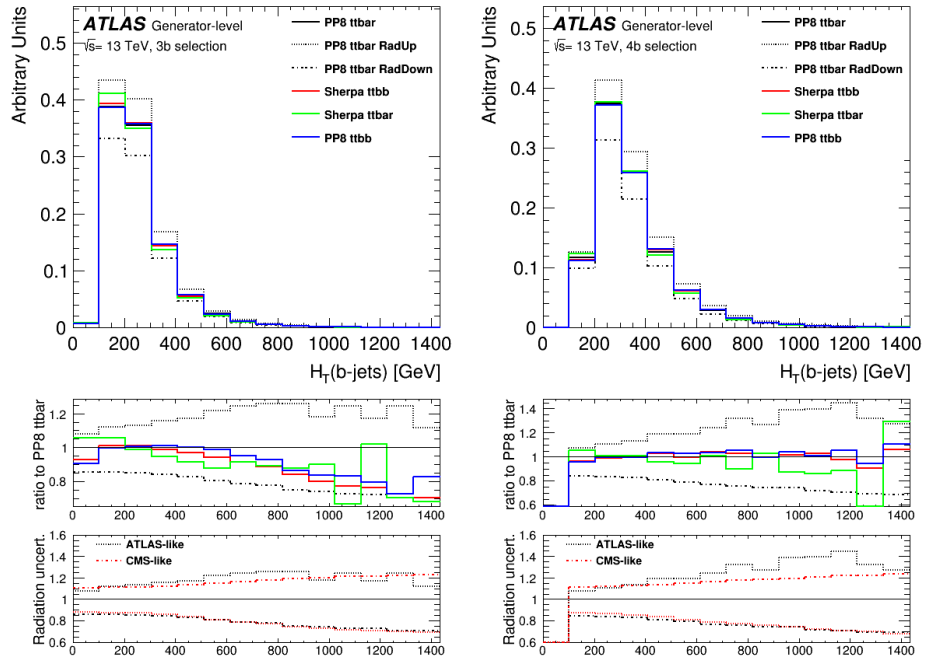 ATLAS Generator-level
√s= 13 TeV, 3b selection
PP8 ttbar
PP8 ttbar RadUp
PP8 ttbar RadDown
Sherpa ttbb
Sherpa ttbar
PP8 ttbb
Arbitrary Units
0.5
0.4
0.3
0.2
0.1
0
0 200 400 600 800 1000 1200 1400
H_T(b-jets) [GeV]
ratio to PP8 ttbar
1.2
1
0.8
0 200 400 600 800 1000 1200 1400
Radiation uncert.
1.6
1.4
1.2
1
0.8
0.6
ATLAS-like
CMS-like
0 200 400 600 800 1000 1200 1400
ATLAS Generator-level
√s= 13 TeV, 4b selection
PP8 ttbar
PP8 ttbar RadUp
PP8 ttbar RadDown
Sherpa ttbb
Sherpa ttbar
PP8 ttbb
Arbitrary Units
0.5
0.4
0.3
0.2
0.1
0
0 200 400 600 800 1000 1200 1400
H_T(b-jets) [GeV]
ratio to PP8 ttbar
1.4
1.2
1
0.8
0.6
0 200 400 600 800 1000 1200 1400
Radiation uncert.
1.6
1.4
1.2
1
0.8
0.6
ATLAS-like
CMS-like
0 200 400 600 800 1000 1200 1400